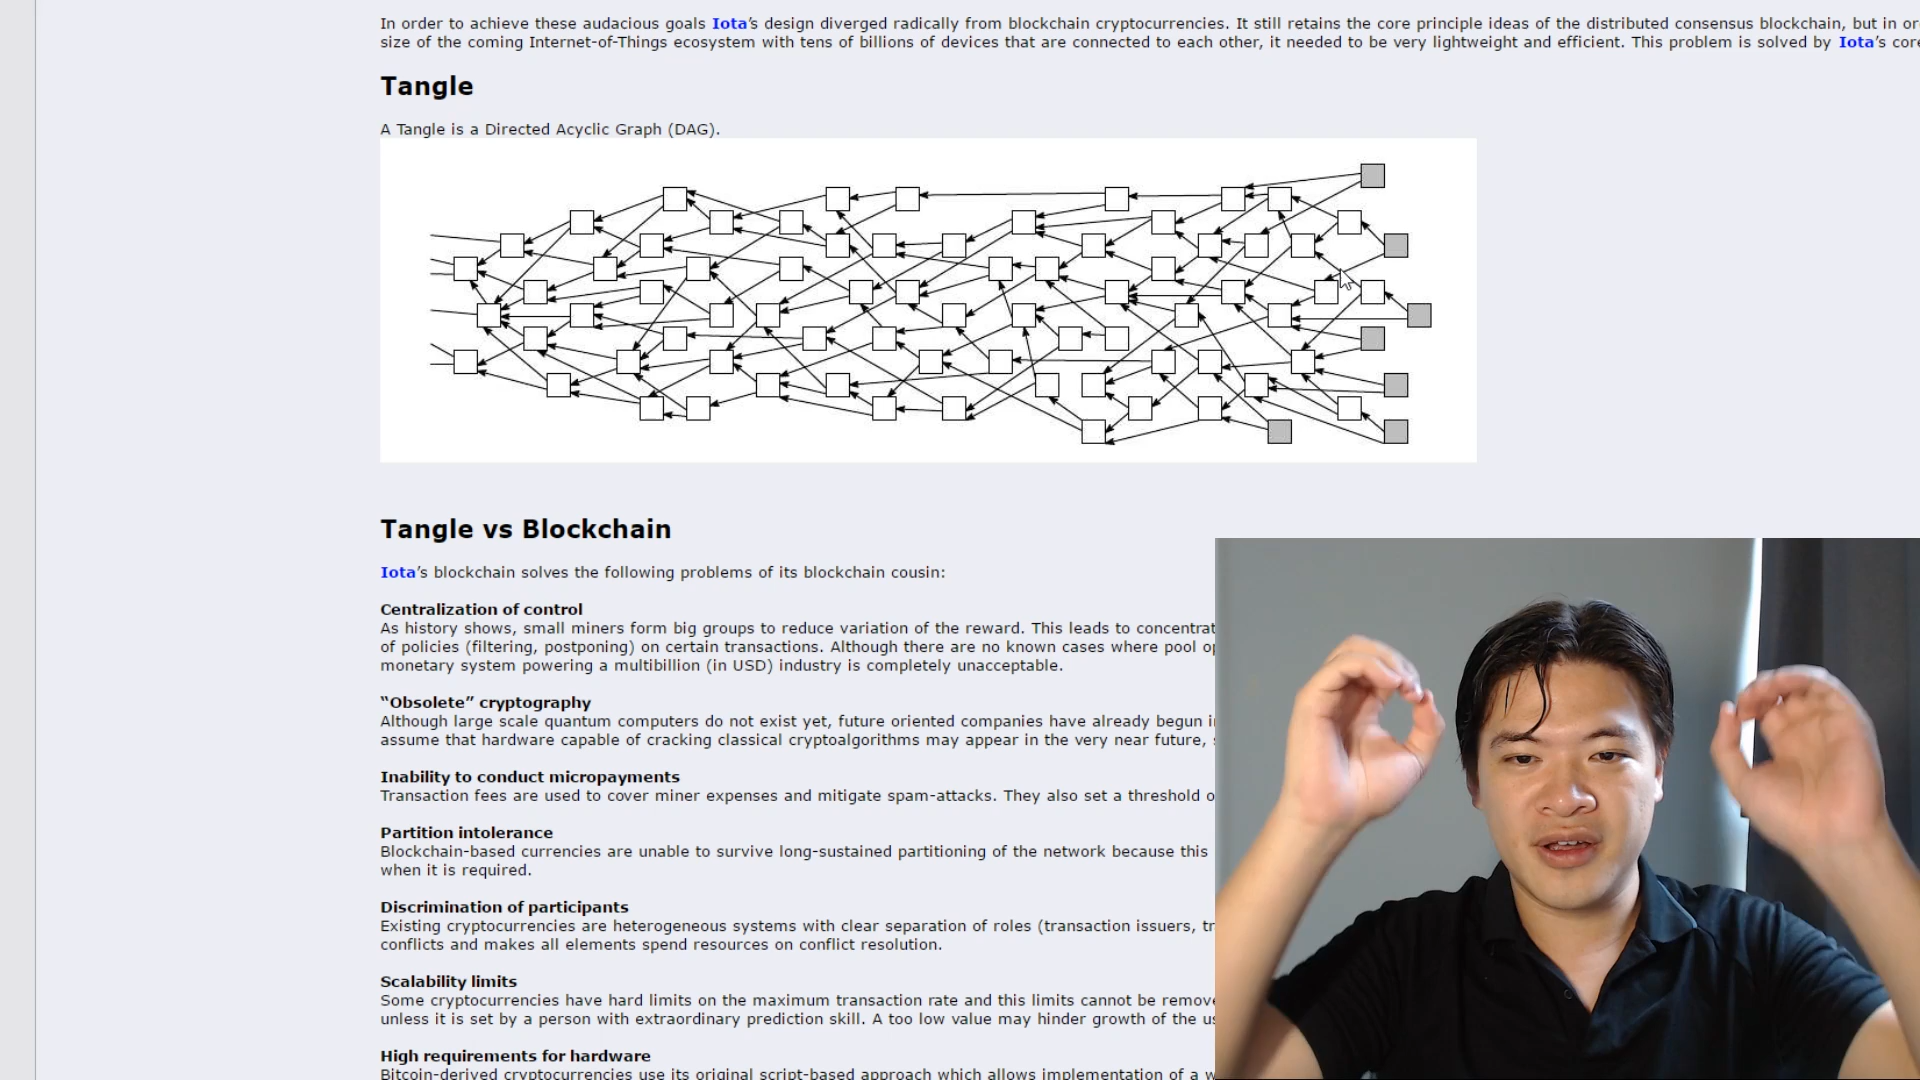 In order to achieve these audacious goals Iota’s design diverged radically from blockchain cryptocurrencies. It still retains the core principle ideas of the distributed consensus blockchain, but in
size of the coming Internet-of-Things ecosystem with tens of billions of devices that are connected to each other, it needed to be very lightweight and efficient. This problem is solved by Iota’s
Tangle
A Tangle is a Directed Acyclic Graph (DAG).
Tangle vs Blockchain
Iota’s blockchain solves the following problems of its blockchain cousin:
Centralization of control
As history shows, small miners form big groups to reduce variation of the reward. This leads to
of policies (filtering, postponing) on certain transactions. Although there are no known cases where pool
monetary system powering a multibillion (in USD) industry is completely unacceptable.
“Obsolete” cryptography
Although large scale quantum computers do not exist yet, future oriented companies have already begun
assume that hardware capable of cracking classical cryptoalgorithms may appear in the very near future,
Inability to conduct micropayments
Transaction fees are used to cover miner expenses and mitigate spam-attacks. They also set a threshold
Partition intolerance
Blockchain-based currencies are unable to survive long-sustained partitioning of the network because this
when it is required.
Discrimination of participants
Existing cryptocurrencies are heterogeneous systems with clear separation of roles (transaction issuers,
conflicts and makes all elements spend resources on conflict resolution.
Scalability limits
Some cryptocurrencies have hard limits on the maximum transaction rate and this limits cannot be
unless it is set by a person with extraordinary prediction skill. A too low value may hinder growth of the
High requirements for hardware
Bitcoin-derived cryptocurrencies use its original script-based approach which allows implementation of a